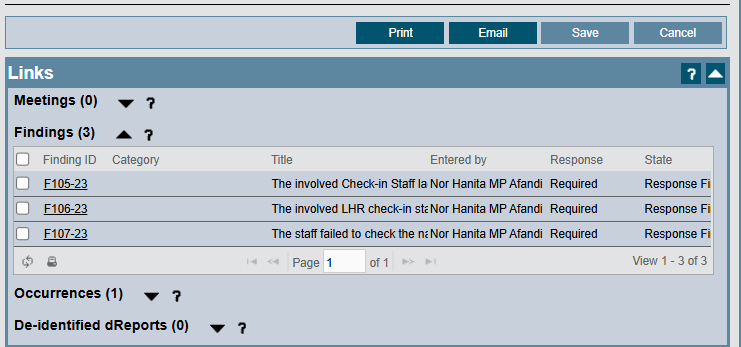 Print Email Save Cancel
Links ?
Meetings (0) ?
Findings (3) ?
Finding ID Category Title Entered by Response State
F105-23 The involved Check-in Staff la Nor Hanita MP Afandi Required Response Fi
F106-23 The involved LHR check-in sta Nor Hanita MP Afandi Required Response Fi
F107-23 The staff failed to check the na Nor Hanita MP Afandi Required Response Fi
Page 1 of 1 View 1 - 3 of 3
Occurrences (1) ?
De-identified dReports (0) ?